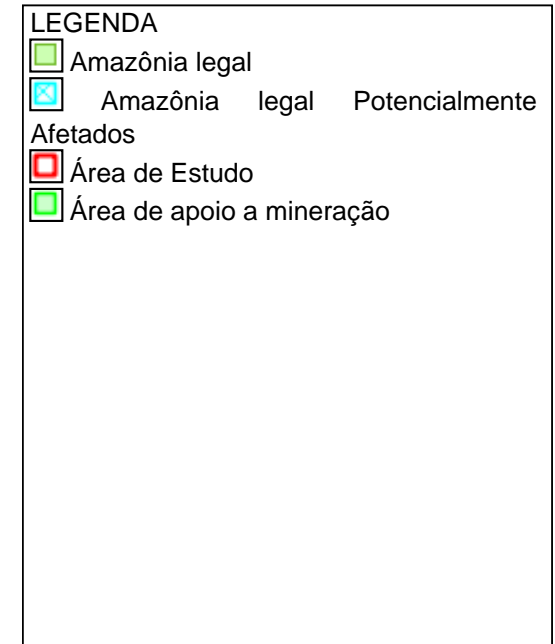 LEGENDA
Amazônia legal
Amazônia legal Potencialmente
Afetados
Área de Estudo
Área de apoio a mineração